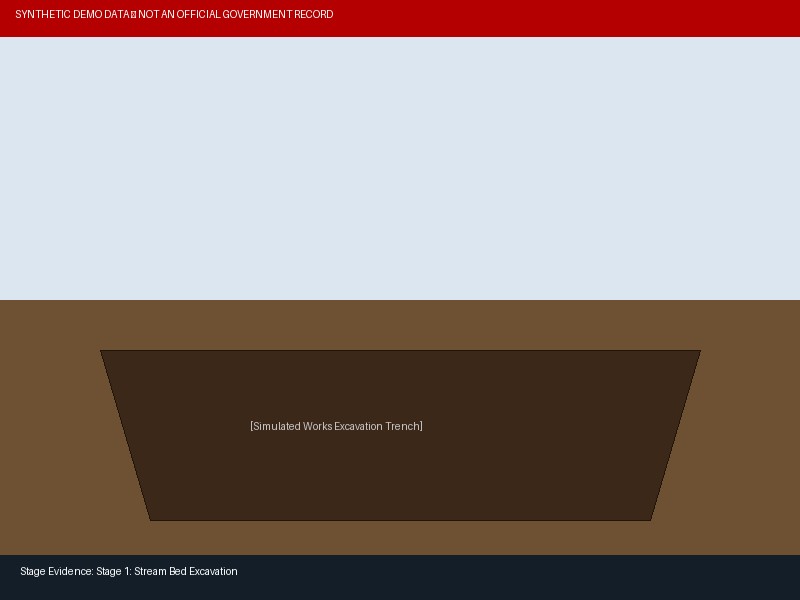 SYNTHETIC DEMO DATA▯NOT AN OFFICIAL GOVERNMENT RECORD
[Simulated Works Excavation Trench]
Stage Evidence: Stage 1: Stream Bed Excavation